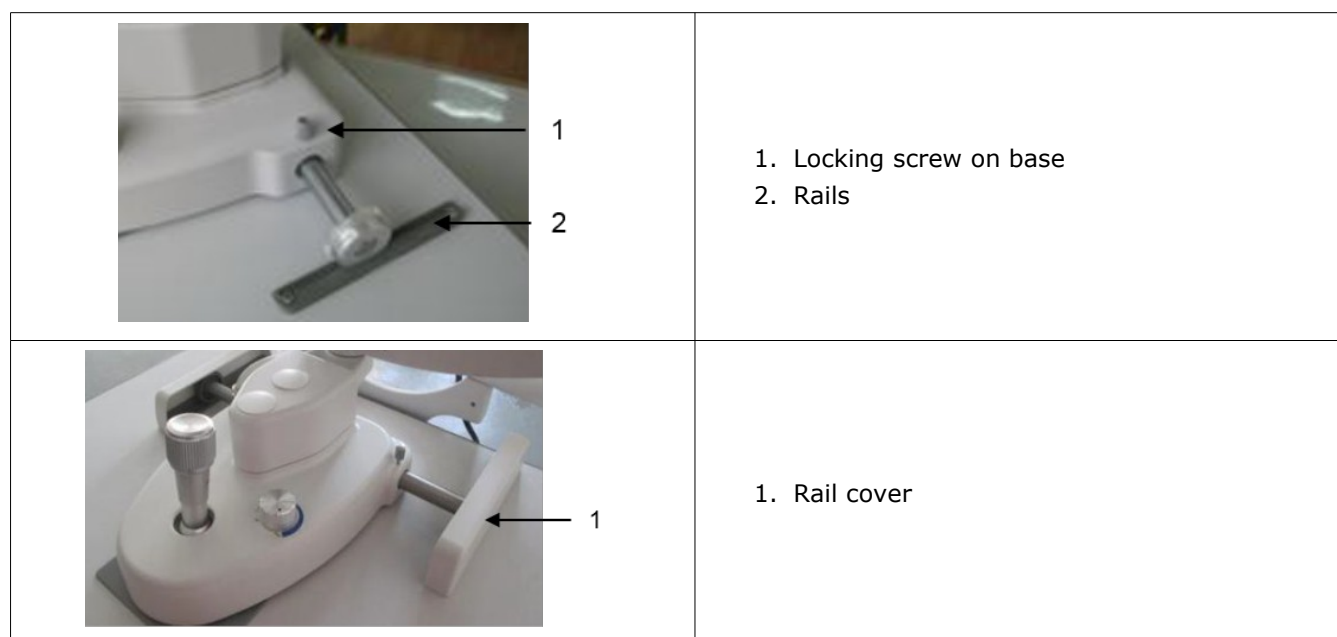 1
2
1. Locking screw on base
2. Rails
1
1. Rail cover